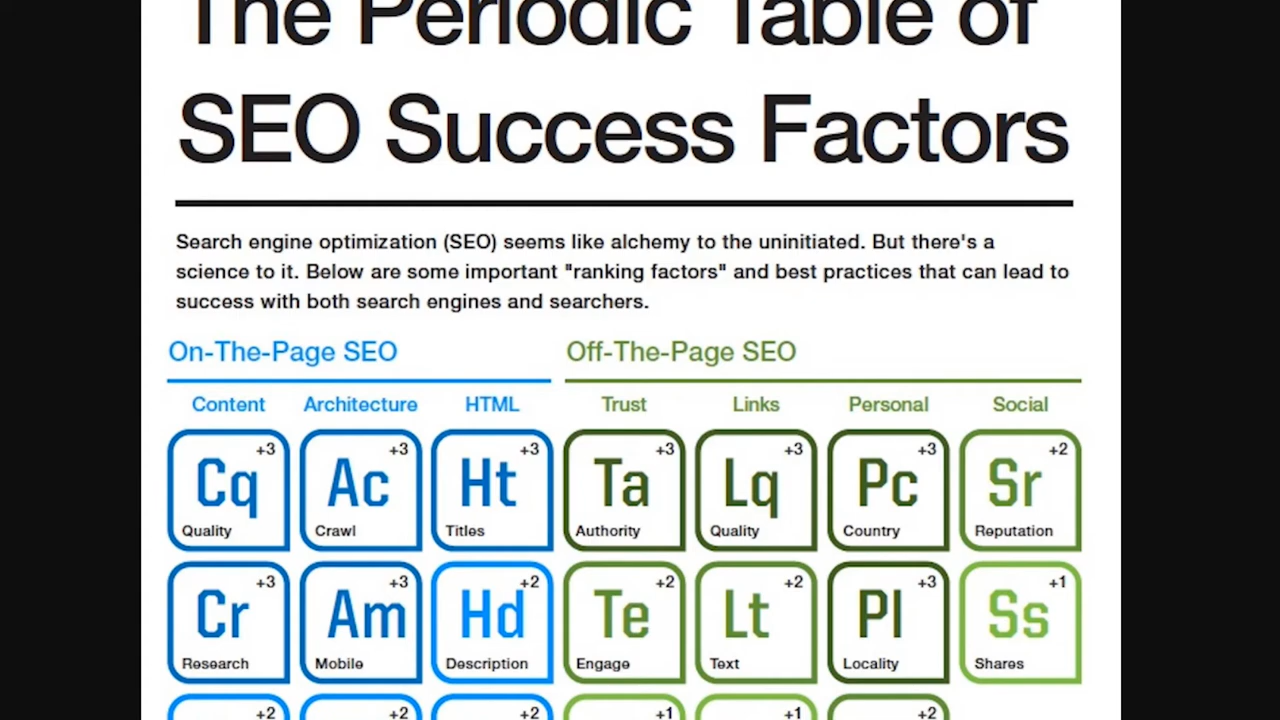 The Periodic Table of
SEO Success Factors
Search engine optimization (SEO) seems like alchemy to the uninitiated. But there's a
science to it. Below are some important "ranking factors" and best practices that can lead to
success with both search engines and searchers.
On-The-Page SEO Off-The-Page SEO
Content Architecture HTML Trust Links Personal Social
+3 +3 +3 +3 +3 +3 +2
Cq Ac Ht Ta Lq Pc Sr
Quality Crawl Titles Authority Quality Country Reputation
+3 +3 +2 +2 +2 +3 +1
Cr Am Hd Te Lt Pl Ss
Research Mobile Description Engage Text Locality Shares
+2 +2 +2 +1 +1 +2